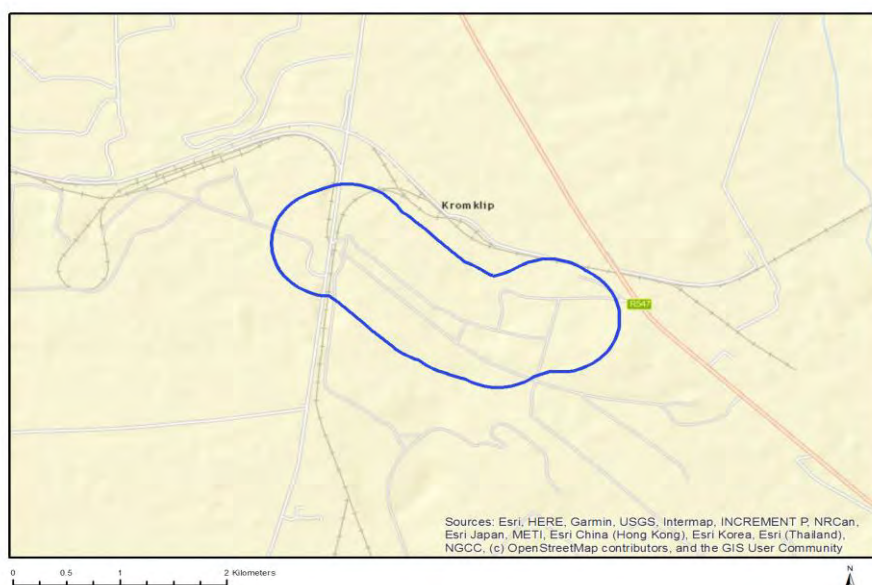 Kromklip
R547
Sources: Esri, HERE, Garmin, USGS, Intermap, INCREMENT P, NRCan,
Esri Japan, METI, Esri China (Hong Kong), Esri Korea, Esri (Thailand),
NGCC, (c) OpenStreetMap contributors, and the GIS User Community
0 0.5 1 2 Kilometers
N